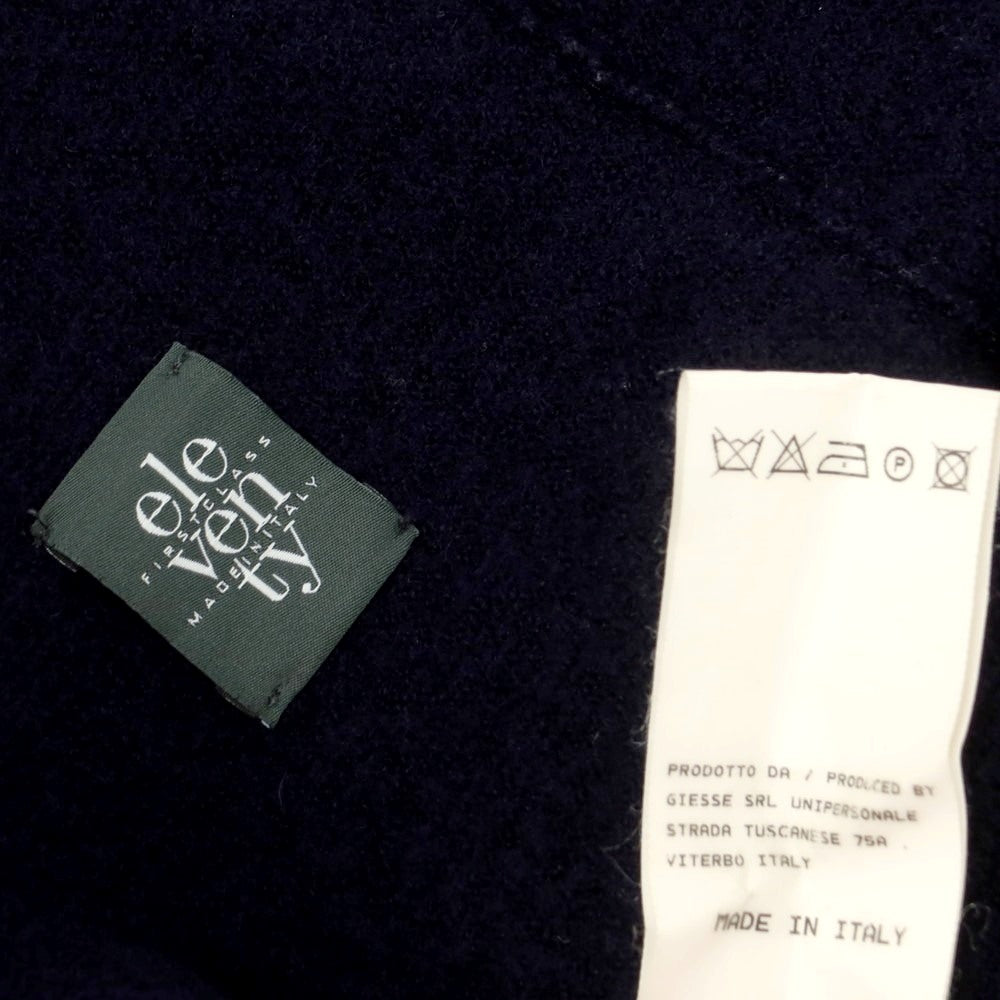 ele
FIRST CLASS
ven
MADE IN ITALY
ty
P
PRODOTTO DA / PRODUCED BY
GIESSE SRL UNIPERSONALE
STRADA TUSCANESE 75A
VITERBO ITALY
MADE IN ITALY